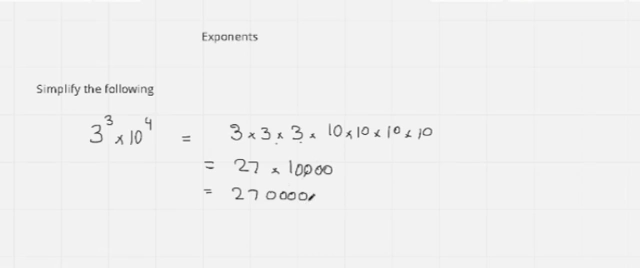 Exponents
Simplify the following
3³ × 10⁴ = 3 × 3 × 3 × 10 × 10 × 10 × 10
= 27 × 10000
= 270000